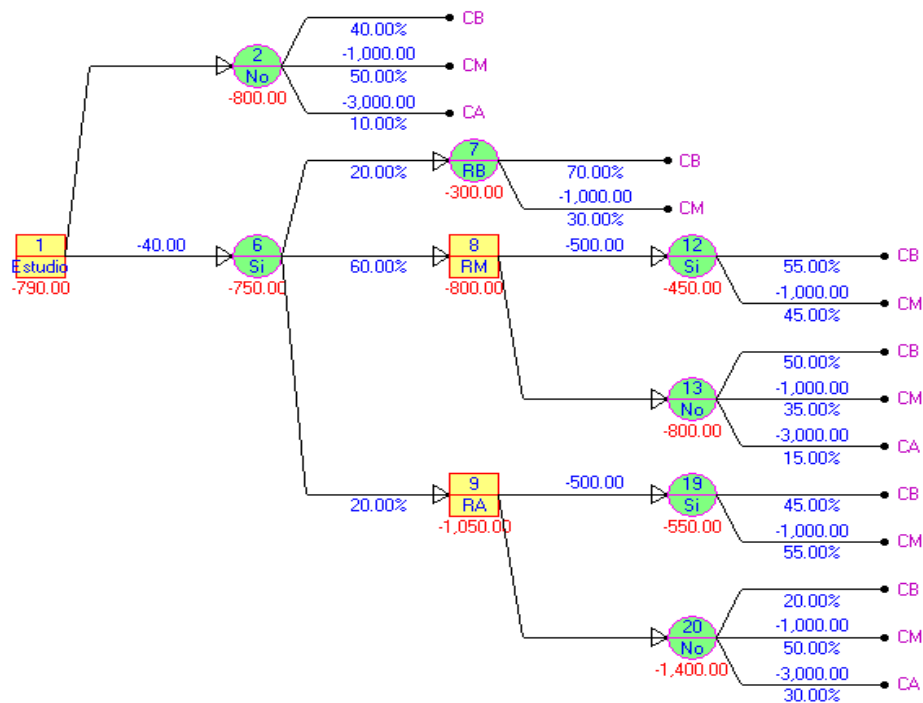 CB
40.00%
2
-1,000.00
CM
No
50.00%
-800.00
-3,000.00
CA
10.00%
7
CB
20.00%
RB
70.00%
-300.00
-1,000.00
CM
30.00%
1
-40.00
6
8
-500.00
12
CB
Estudio
Si
60.00%
RM
Si
55.00%
-790.00
-750.00
-800.00
-450.00
-1,000.00
CM
45.00%
CB
50.00%
13
-1,000.00
CM
No
35.00%
-800.00
-3,000.00
CA
15.00%
9
-500.00
19
CB
20.00%
RA
Si
45.00%
-1,050.00
-550.00
-1,000.00
CM
55.00%
CB
20.00%
20
-1,000.00
CM
No
50.00%
-1,400.00
-3,000.00
CA
30.00%